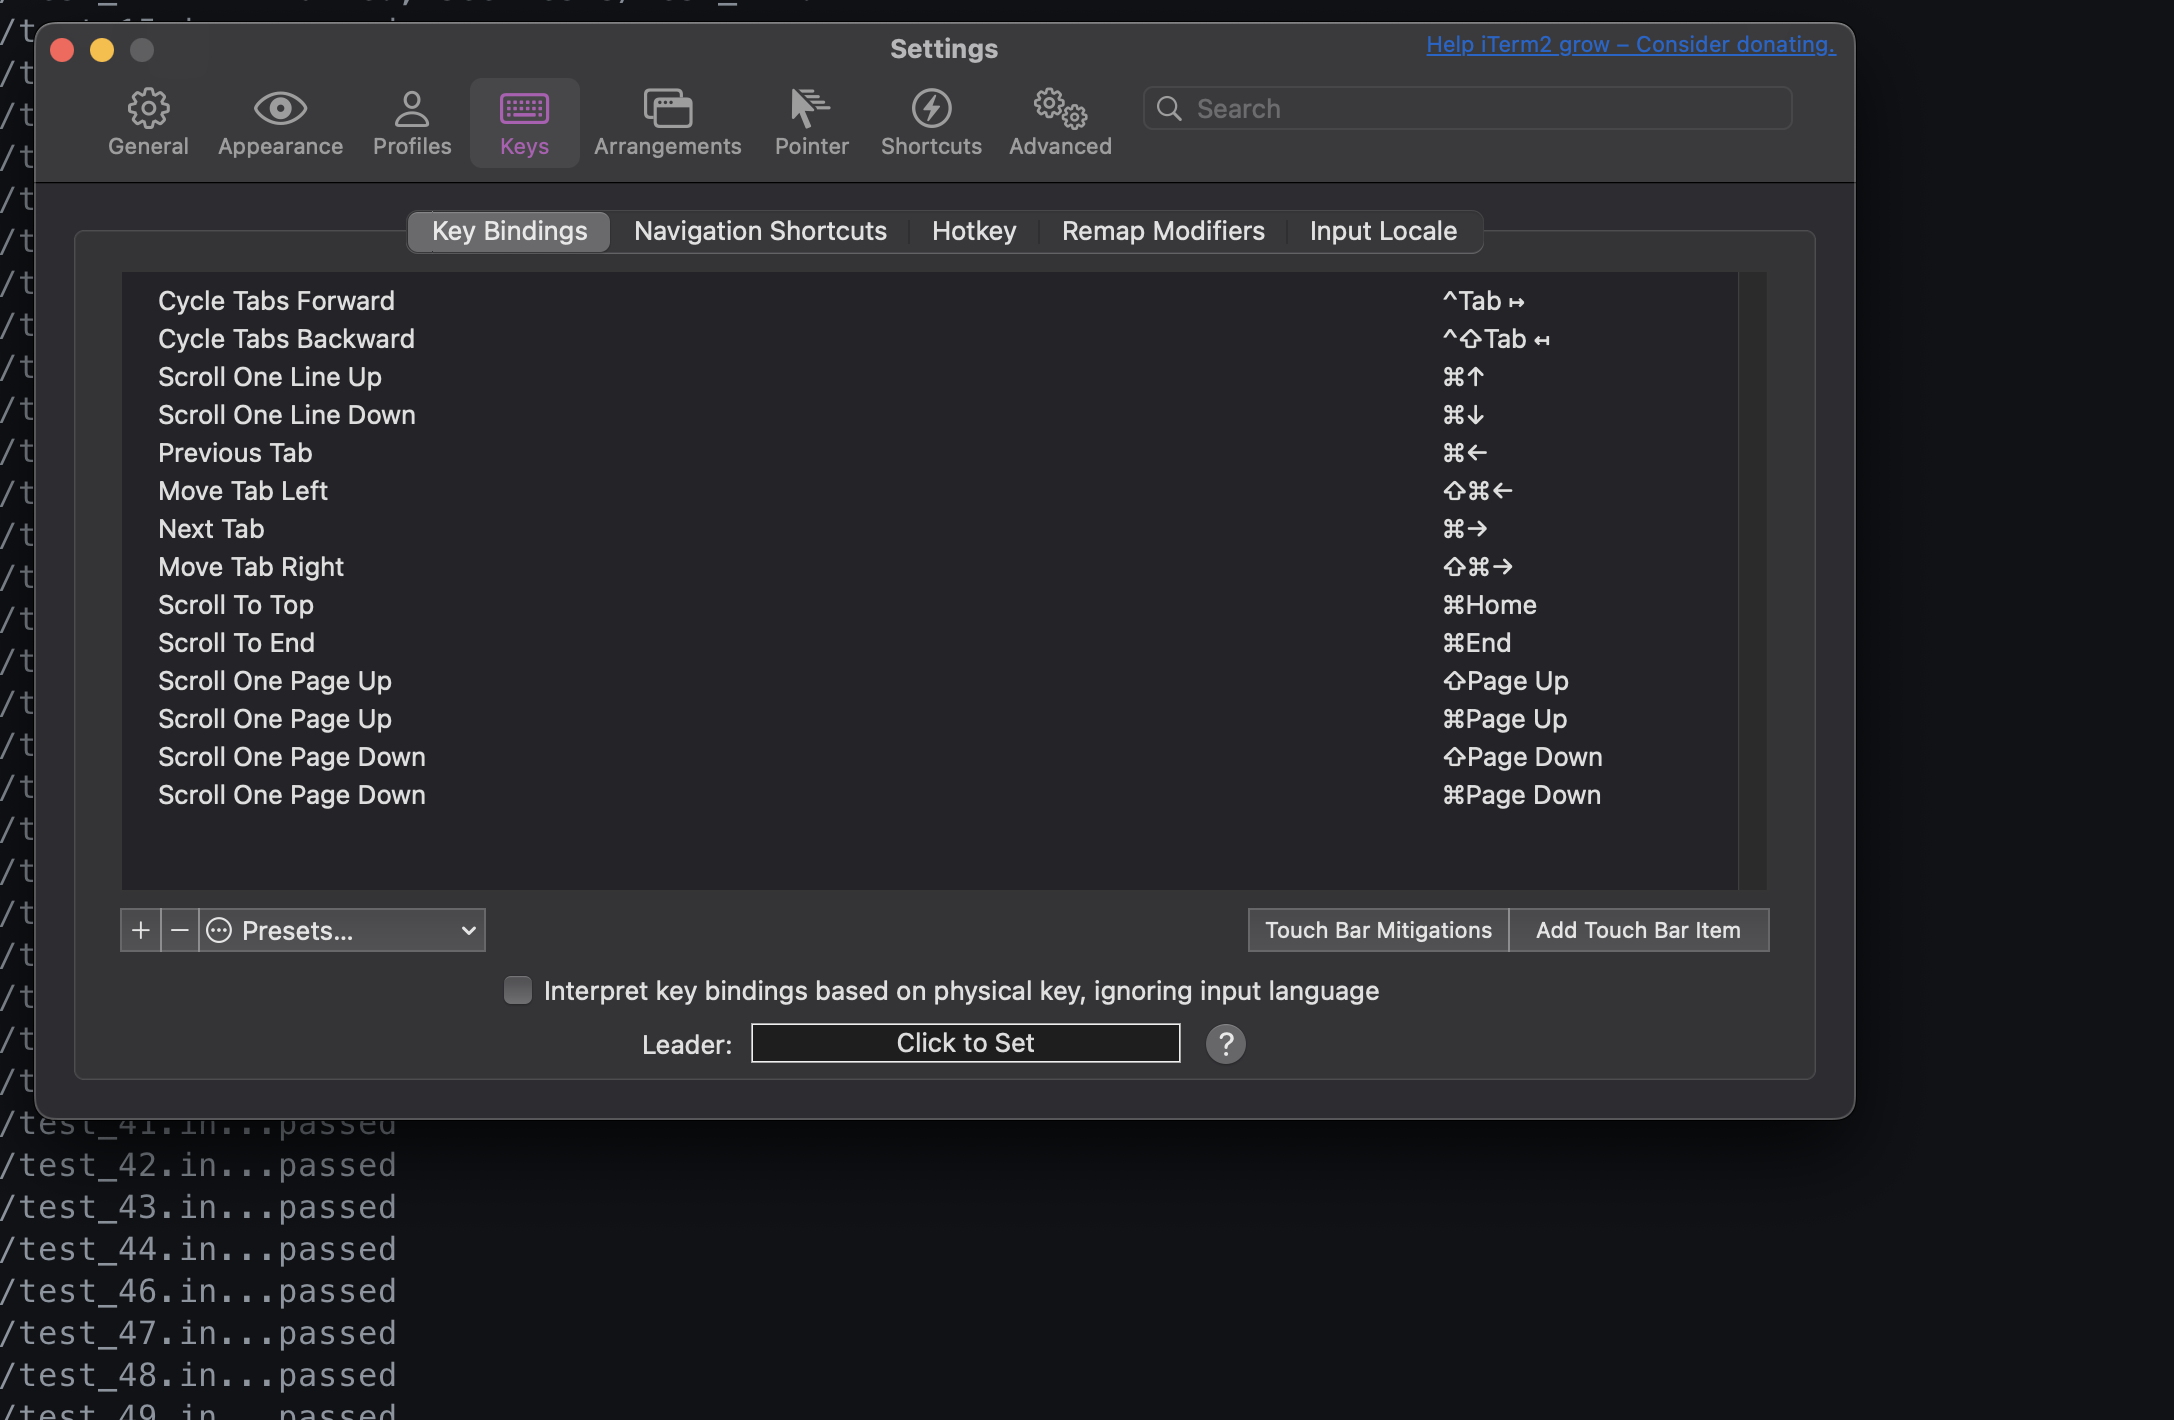 Settings
Help iTerm2 grow – Consider donating.
General
Appearance
Profiles
Keys
Arrangements
Pointer
Shortcuts
Advanced
Search
Key Bindings
Navigation Shortcuts
Hotkey
Remap Modifiers
Input Locale
Cycle Tabs Forward ^Tab ↦
Cycle Tabs Backward ^⇧Tab ↤
Scroll One Line Up ⌘↑
Scroll One Line Down ⌘↓
Previous Tab ⌘←
Move Tab Left ⇧⌘←
Next Tab ⌘→
Move Tab Right ⇧⌘→
Scroll To Top ⌘Home
Scroll To End ⌘End
Scroll One Page Up ⇧Page Up
Scroll One Page Up ⌘Page Up
Scroll One Page Down ⇧Page Down
Scroll One Page Down ⌘Page Down
+ − Presets...
Touch Bar Mitigations
Add Touch Bar Item
Interpret key bindings based on physical key, ignoring input language
Leader: Click to Set ?
/test_41.in...passed
/test_42.in...passed
/test_43.in...passed
/test_44.in...passed
/test_46.in...passed
/test_47.in...passed
/test_48.in...passed
/test_49.in...passed